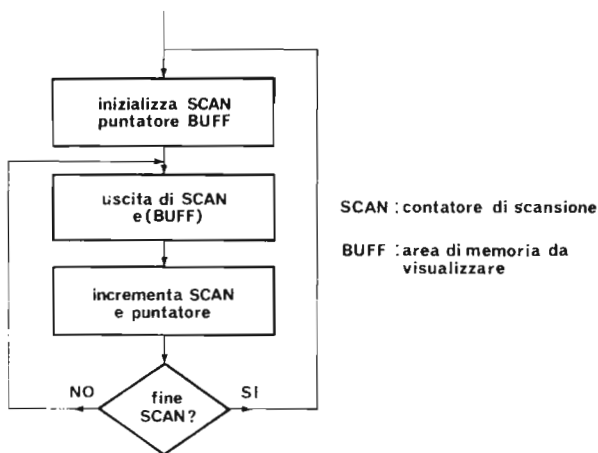 inizializza SCAN
puntatore BUFF
uscita di SCAN
e (BUFF)
SCAN : contatore di scansione
BUFF : area di memoria da
visualizzare
incrementa SCAN
e puntatore
NO
fine
SCAN?
SI